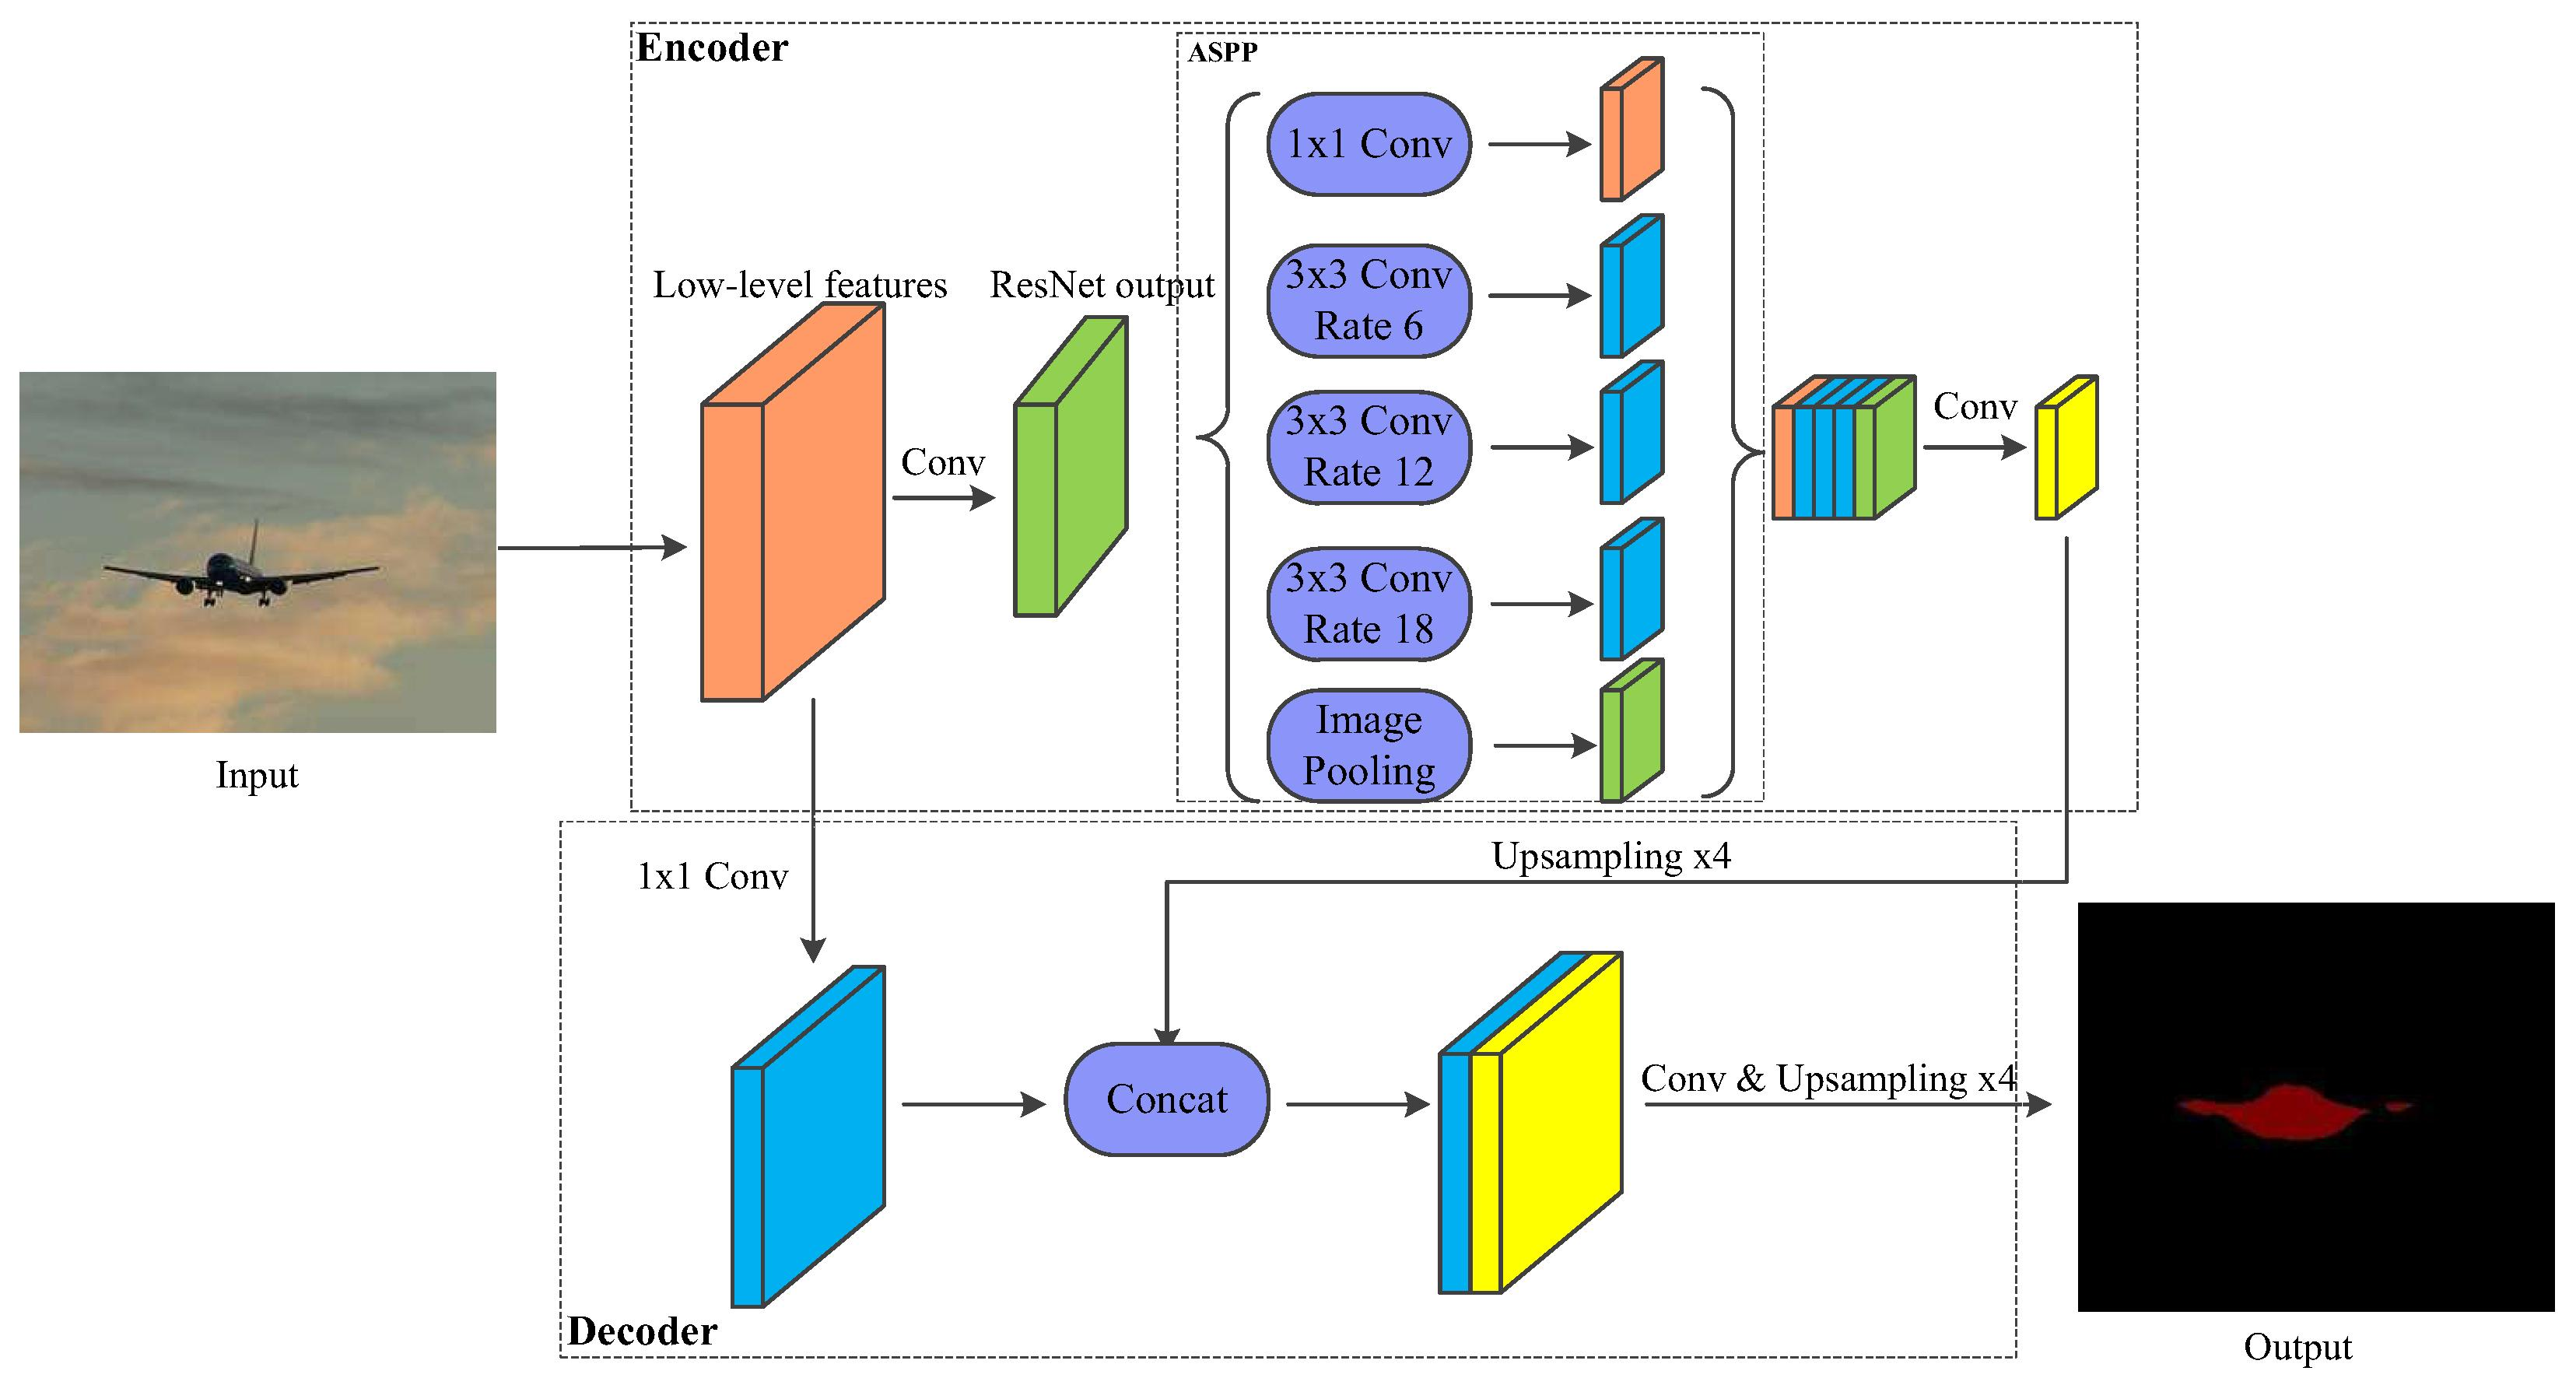 Encoder
ASPP
1x1 Conv
3x3 Conv
Rate 6
Low-level features
ResNet output
3x3 Conv
Rate 12
Conv
Conv
3x3 Conv
Rate 18
Image
Pooling
Input
Upsampling x4
1x1 Conv
Concat
Conv & Upsampling x4
Decoder
Output